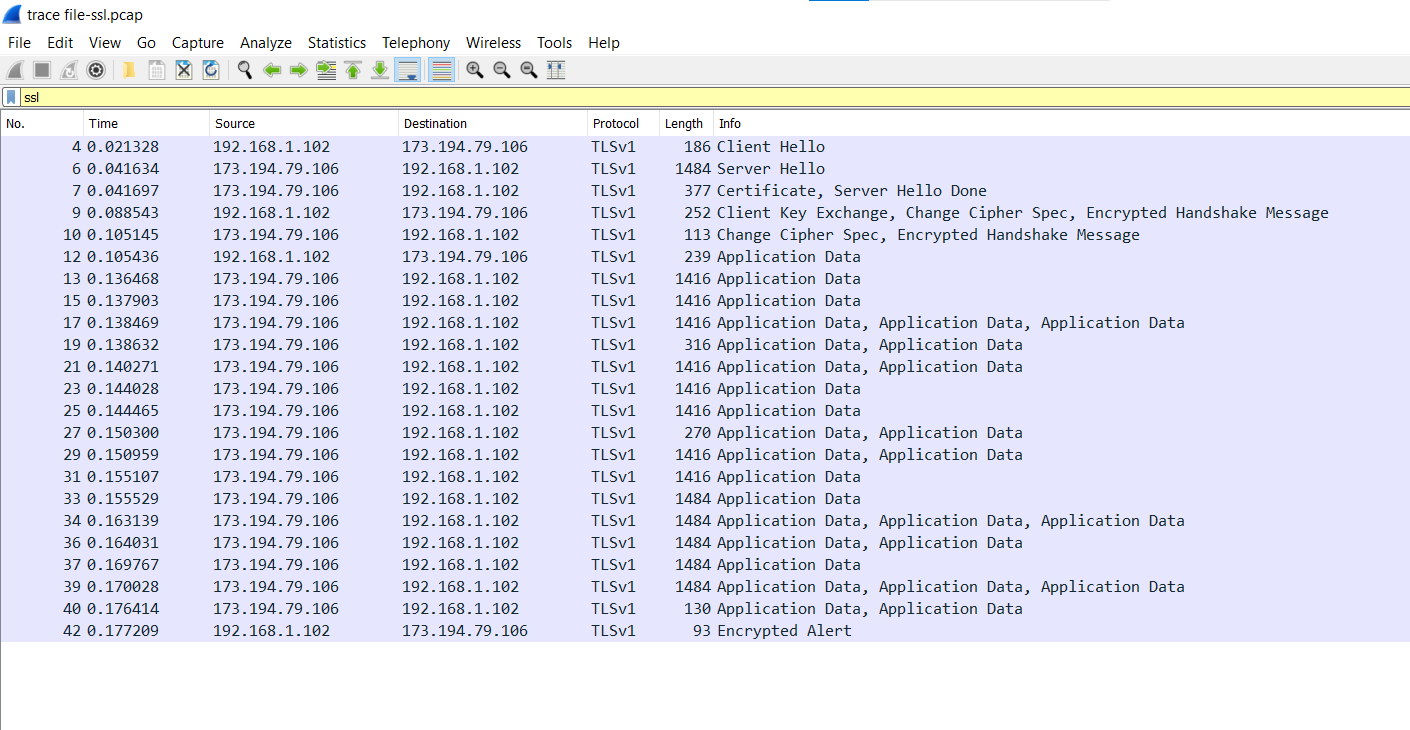 trace file-ssl.pcap
File Edit View Go Capture Analyze Statistics Telephony Wireless Tools Help
ssl
No. Time Source Destination Protocol Length Info
4 0.021328 192.168.1.102 173.194.79.106 TLSv1 186 Client Hello
6 0.041634 173.194.79.106 192.168.1.102 TLSv1 1484 Server Hello
7 0.041697 173.194.79.106 192.168.1.102 TLSv1 377 Certificate, Server Hello Done
9 0.088543 192.168.1.102 173.194.79.106 TLSv1 252 Client Key Exchange, Change Cipher Spec, Encrypted Handshake Message
10 0.105145 173.194.79.106 192.168.1.102 TLSv1 113 Change Cipher Spec, Encrypted Handshake Message
12 0.105436 192.168.1.102 173.194.79.106 TLSv1 239 Application Data
13 0.136468 173.194.79.106 192.168.1.102 TLSv1 1416 Application Data
15 0.137903 173.194.79.106 192.168.1.102 TLSv1 1416 Application Data
17 0.138469 173.194.79.106 192.168.1.102 TLSv1 1416 Application Data, Application Data, Application Data
19 0.138632 173.194.79.106 192.168.1.102 TLSv1 316 Application Data, Application Data
21 0.140271 173.194.79.106 192.168.1.102 TLSv1 1416 Application Data, Application Data
23 0.144028 173.194.79.106 192.168.1.102 TLSv1 1416 Application Data
25 0.144465 173.194.79.106 192.168.1.102 TLSv1 1416 Application Data
27 0.150300 173.194.79.106 192.168.1.102 TLSv1 270 Application Data, Application Data
29 0.150959 173.194.79.106 192.168.1.102 TLSv1 1416 Application Data, Application Data
31 0.155107 173.194.79.106 192.168.1.102 TLSv1 1416 Application Data
33 0.155529 173.194.79.106 192.168.1.102 TLSv1 1484 Application Data
34 0.163139 173.194.79.106 192.168.1.102 TLSv1 1484 Application Data, Application Data, Application Data
36 0.164031 173.194.79.106 192.168.1.102 TLSv1 1484 Application Data, Application Data
37 0.169767 173.194.79.106 192.168.1.102 TLSv1 1484 Application Data
39 0.170028 173.194.79.106 192.168.1.102 TLSv1 1484 Application Data, Application Data, Application Data
40 0.176414 173.194.79.106 192.168.1.102 TLSv1 130 Application Data, Application Data
42 0.177209 192.168.1.102 173.194.79.106 TLSv1 93 Encrypted Alert